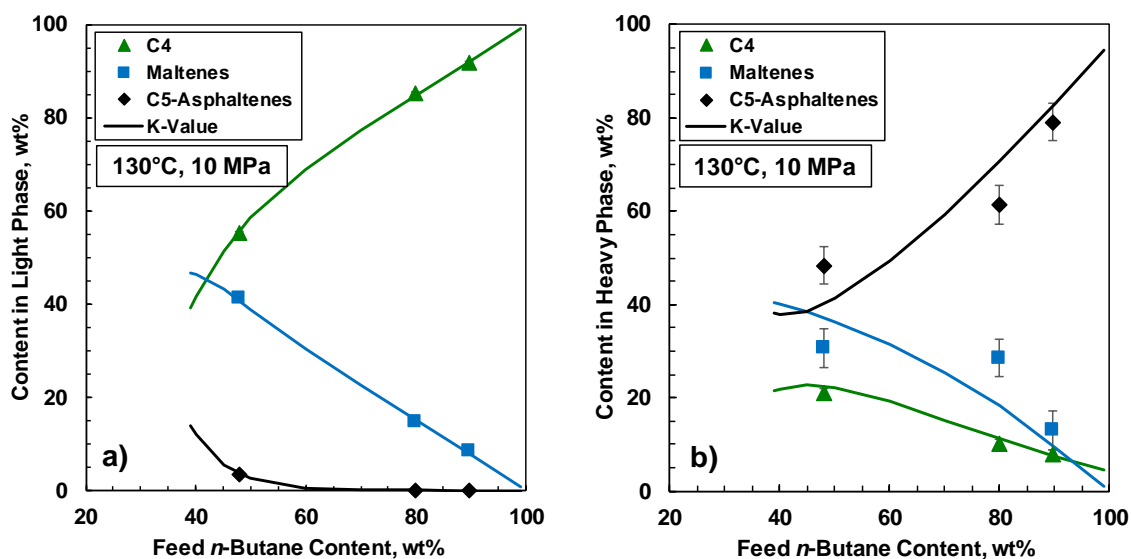 100
80
60
40
20
0
Content in Light Phase, wt%
C4
Maltenes
C5-Asphaltenes
K-Value
130°C, 10 MPa
a)
20 40 60 80 100
Feed n-Butane Content, wt%
100
80
60
40
20
0
Content in Heavy Phase, wt%
C4
Maltenes
C5-Asphaltenes
K-Value
130°C, 10 MPa
b)
20 40 60 80 100
Feed n-Butane Content, wt%